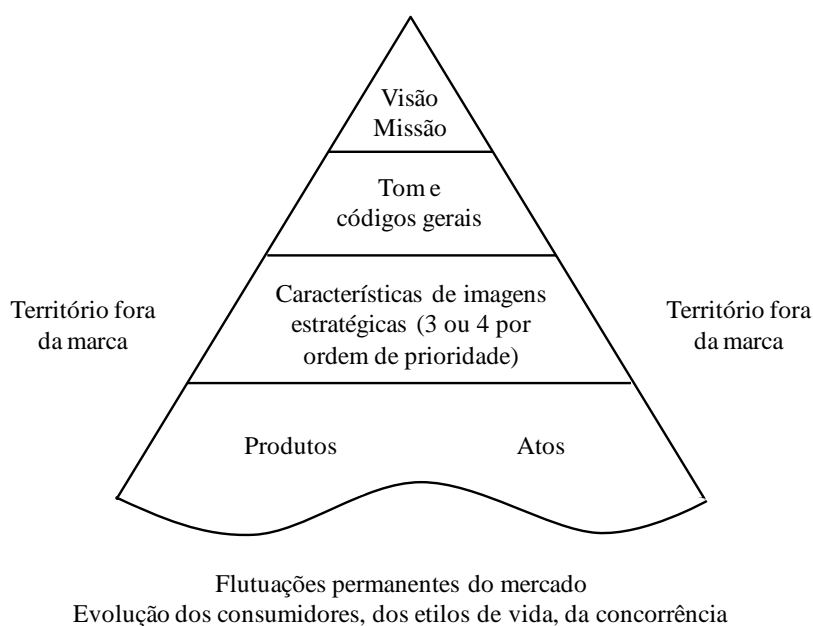 Visão
Missão
Tom e
códigos gerais
Características de imagens
estratégicas (3 ou 4 por
ordem de prioridade)
Território fora
da marca
Território fora
da marca
Produtos
Atos
Flutuações permanentes do mercado
Evolução dos consumidores, dos etilos de vida, da concorrência